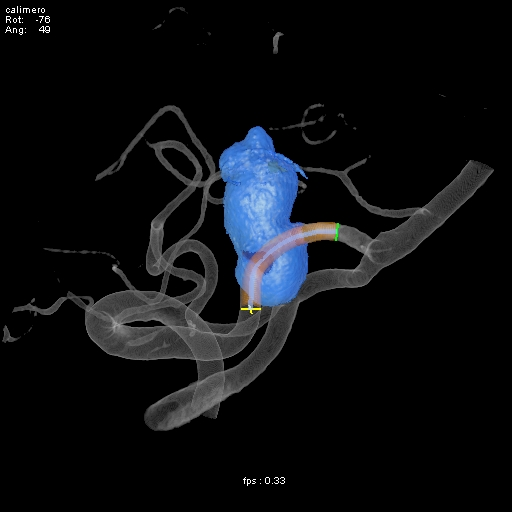 calimero
Rot: -76
Ang: 49
fps : 0.33